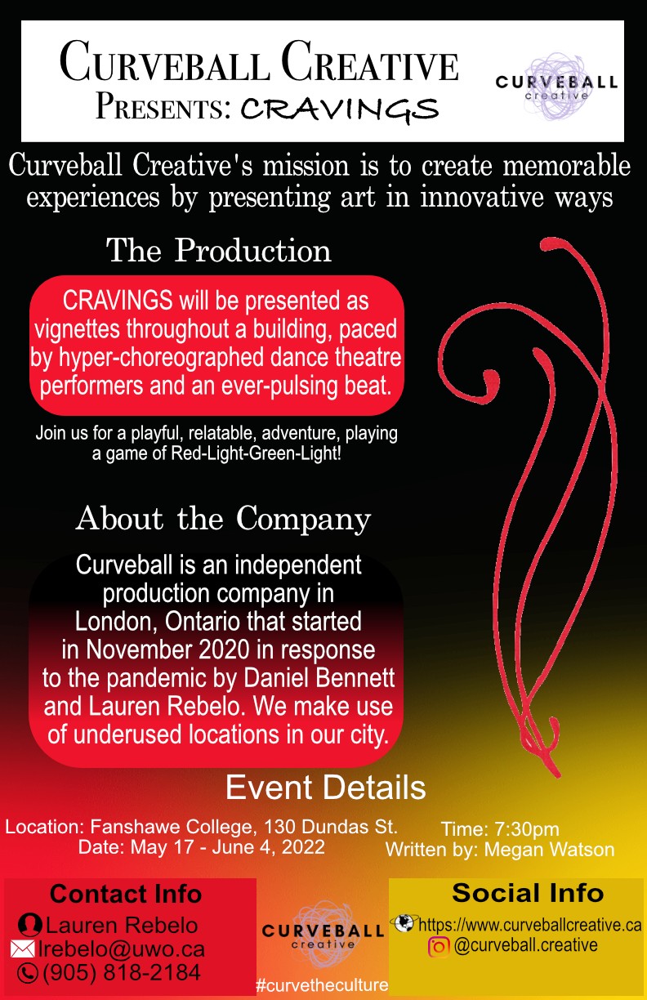 CURVEBALL CREATIVE
PRESENTS: CRAVINGS
CURVEBALL
creative
Curveball Creative's mission is to create memorable
experiences by presenting art in innovative ways
The Production
CRAVINGS will be presented as
vignettes throughout a building, paced
by hyper-choreographed dance theatre
performers and an ever-pulsing beat.
Join us for a playful, relatable, adventure, playing
a game of Red-Light-Green-Light!
About the Company
Curveball is an independent
production company in
London, Ontario that started
in November 2020 in response
to the pandemic by Daniel Bennett
and Lauren Rebelo. We make use
of underused locations in our city.
Event Details
Location: Fanshawe College, 130 Dundas St.
Date: May 17 - June 4, 2022
Time: 7:30pm
Written by: Megan Watson
Contact Info
Lauren Rebelo
lrebelo@uwo.ca
(905) 818-2184
CURVEBALL
creative
#curvetheculture
Social Info
https://www.curveballcreative.ca
@curveball.creative